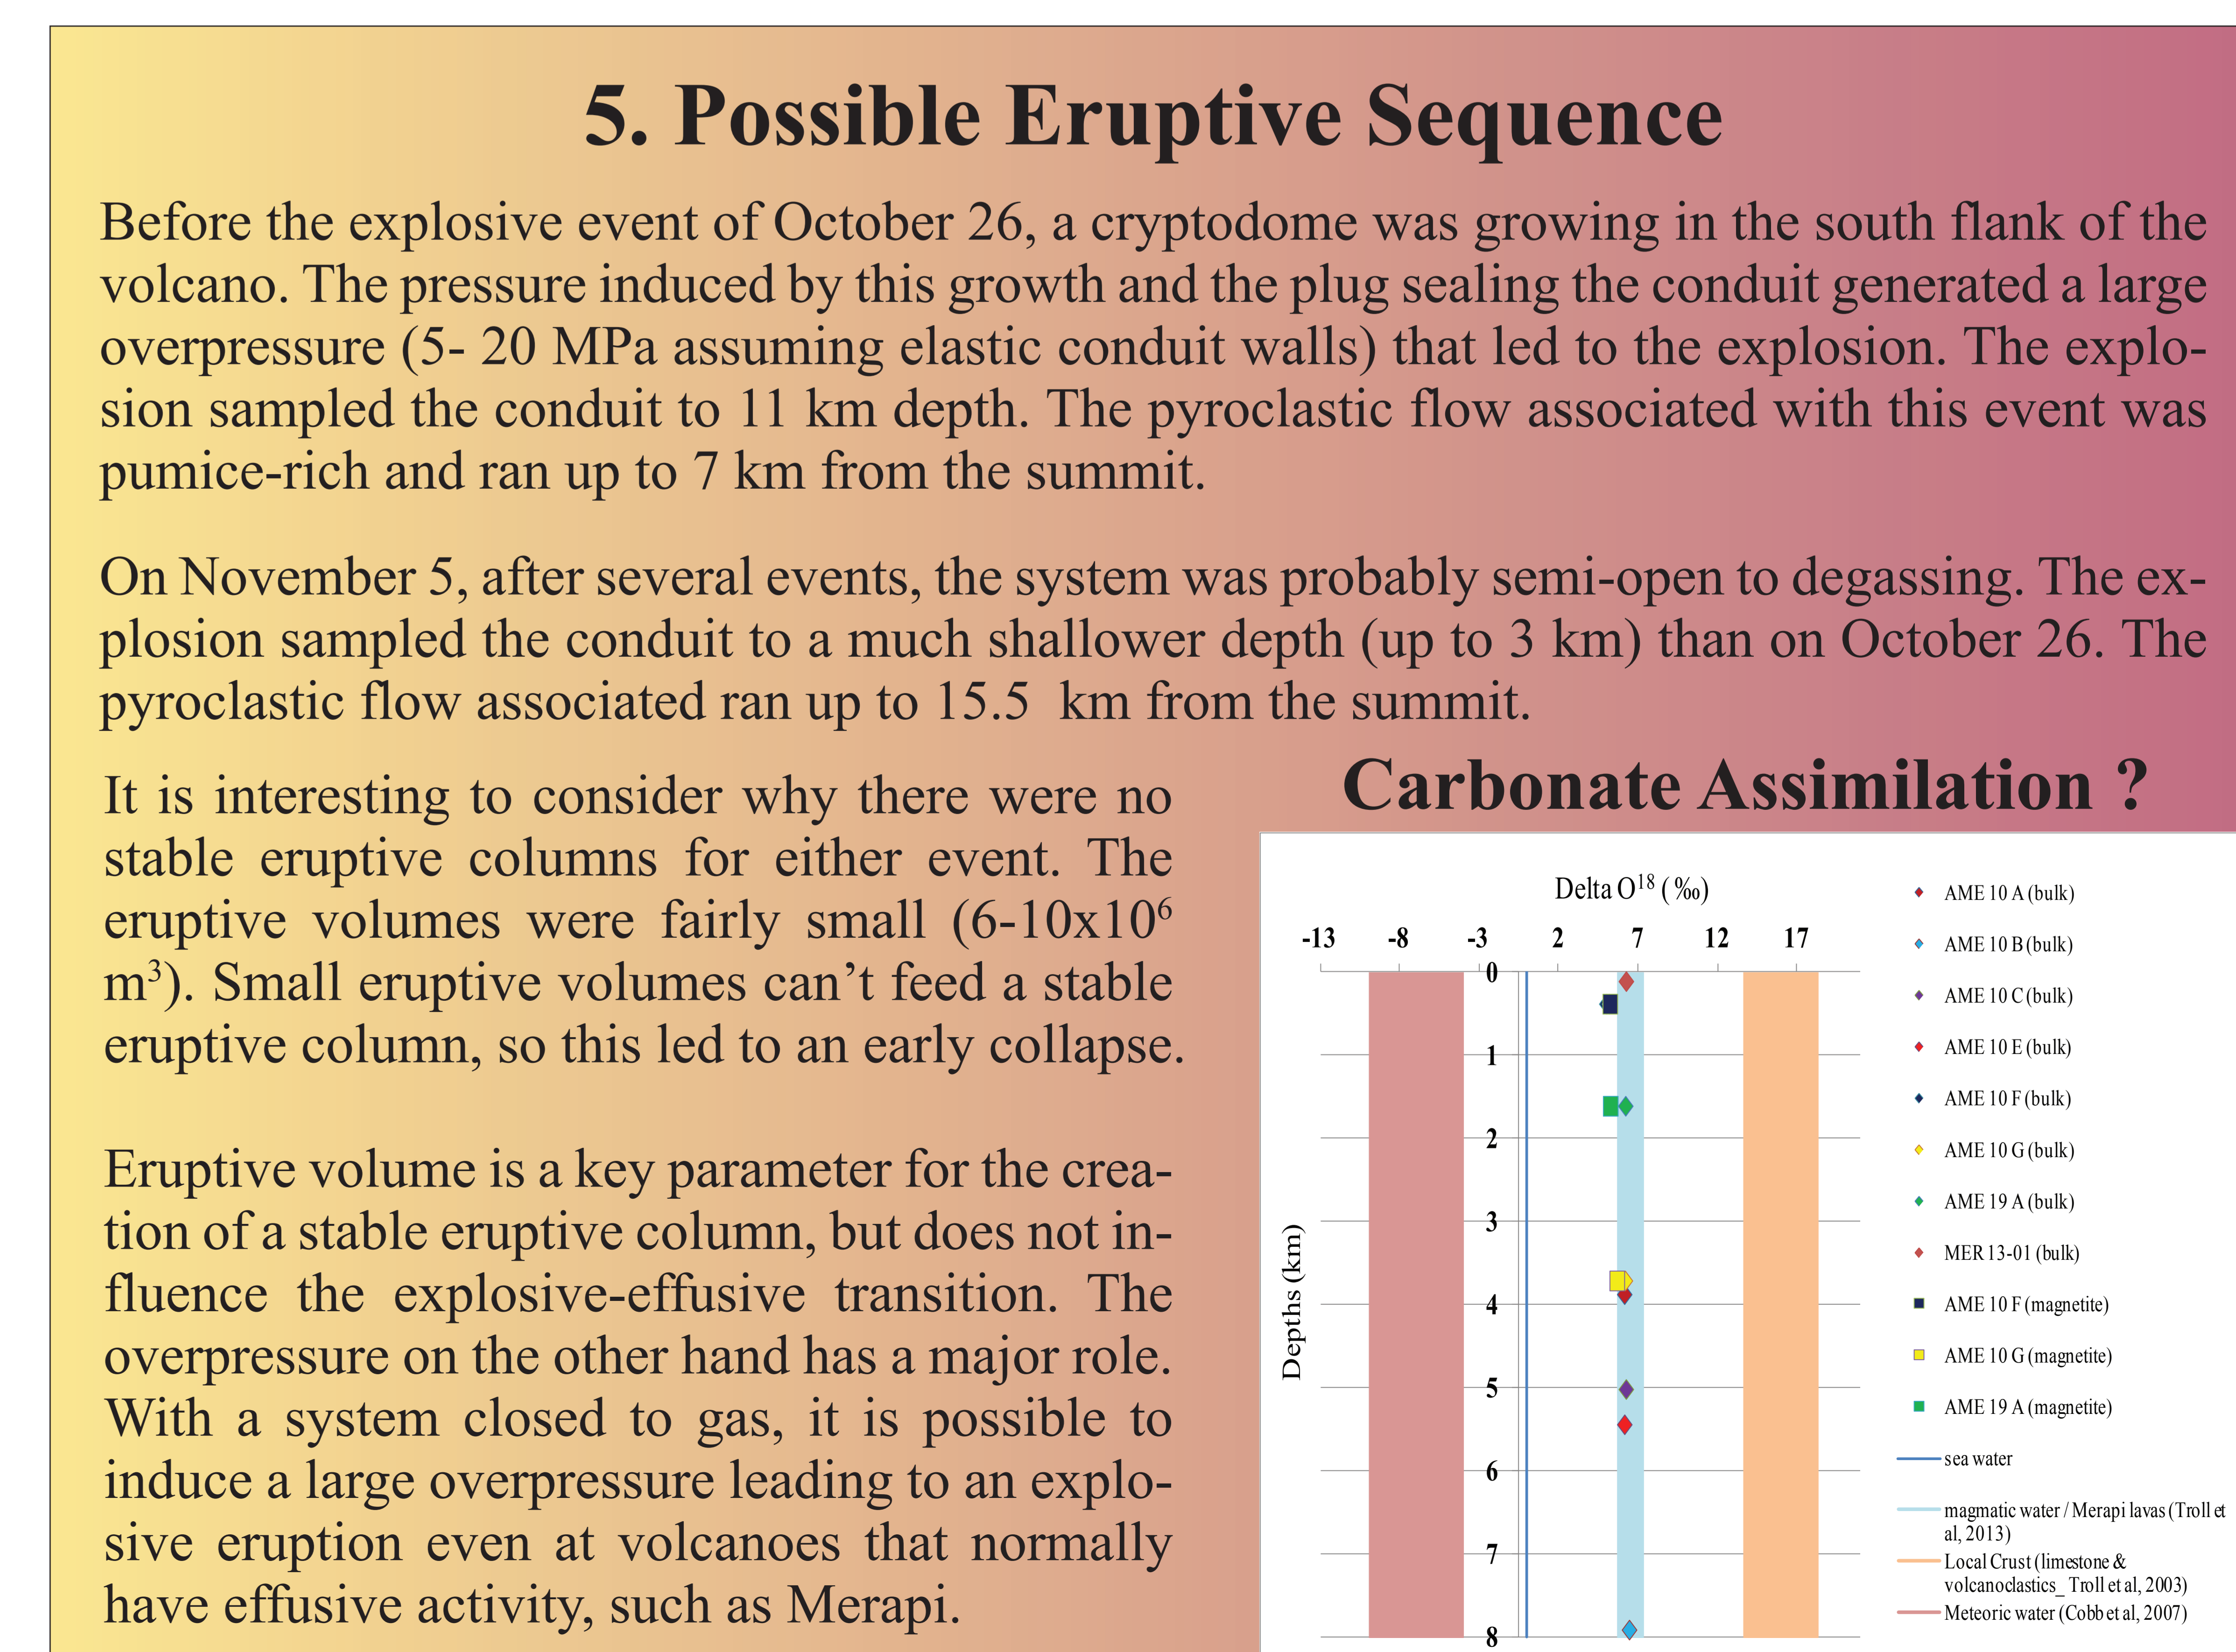 5. Possible Eruptive Sequence
Before the explosive event of October 26, a cryptodome was growing in the south flank of the
volcano. The pressure induced by this growth and the plug sealing the conduit generated a large
overpressure (5- 20 MPa assuming elastic conduit walls) that led to the explosion. The explo-
sion sampled the conduit to 11 km depth. The pyroclastic flow associated with this event was
pumice-rich and ran up to 7 km from the summit.
On November 5, after several events, the system was probably semi-open to degassing. The ex-
plosion sampled the conduit to a much shallower depth (up to 3 km) than on October 26. The
pyroclastic flow associated ran up to 15.5  km from the summit.
It is interesting to consider why there were no
stable eruptive columns for either event. The
eruptive volumes were fairly small (6-10x10⁶
m³). Small eruptive volumes can’t feed a stable
eruptive column, so this led to an early collapse.
Eruptive volume is a key parameter for the crea-
tion of a stable eruptive column, but does not in-
fluence the explosive-effusive transition. The
overpressure on the other hand has a major role.
With a system closed to gas, it is possible to
induce a large overpressure leading to an explo-
sive eruption even at volcanoes that normally
have effusive activity, such as Merapi.
Carbonate Assimilation ?
Delta O¹⁸ (‰)
-13 -8 -3 2 7 12 17
0
1
2
3
4
5
6
7
8
Depths (km)
AME 10 A (bulk)
AME 10 B (bulk)
AME 10 C (bulk)
AME 10 E (bulk)
AME 10 F (bulk)
AME 10 G (bulk)
AME 19 A (bulk)
MER 13-01 (bulk)
AME 10 F (magnetite)
AME 10 G (magnetite)
AME 19 A (magnetite)
sea water
magmatic water / Merapi lavas (Troll et
al, 2013)
Local Crust (limestone &
volcanoclastics_ Troll et al, 2003)
Meteoric water (Cobb et al, 2007)